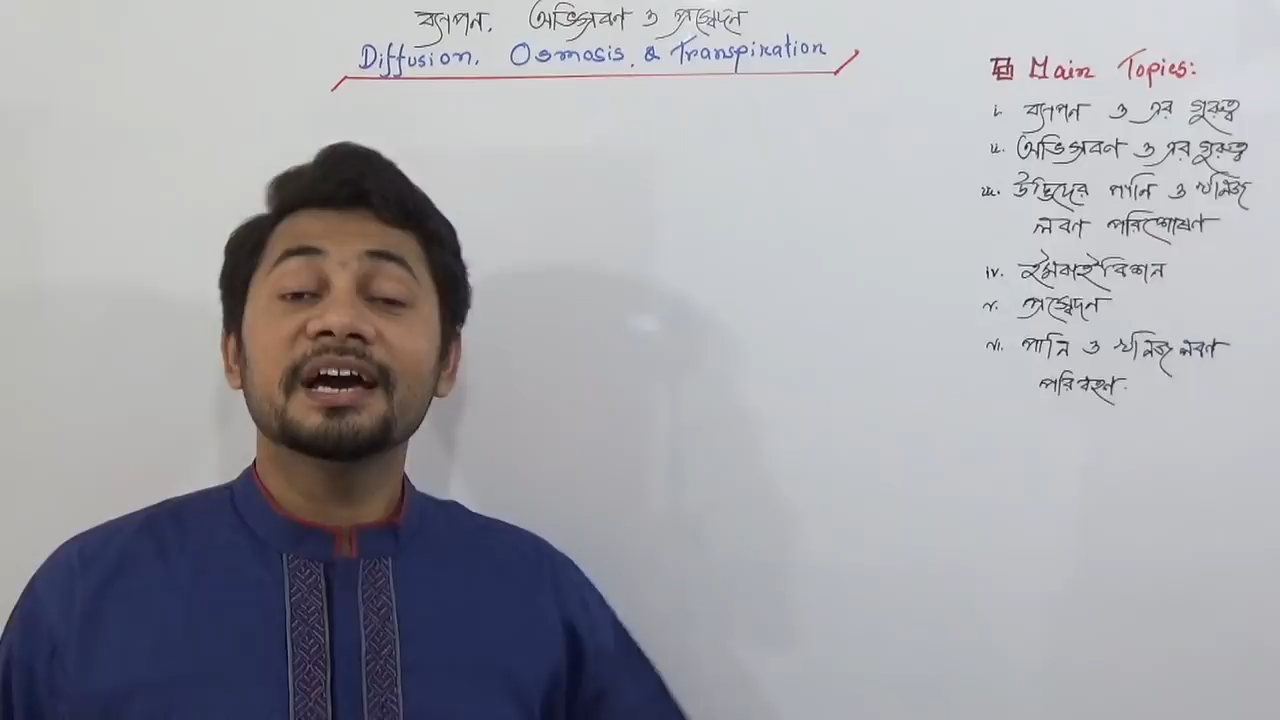 ব্যাপন, অভিস্রবণ ও প্রস্বেদন
Diffusion, Osmosis, & Transpiration
Main Topics:
i. ব্যাপন ও এর গুরুত্ব
ii. অভিস্রবণ ও এর গুরুত্ব
iii. উদ্ভিদের পানি ও খনিজ
লবণ পরিশোষণ
iv. ইমবাইবিশন
v. প্রস্বেদন
vi. পানি ও খনিজ লবণ
পরিবহণ.